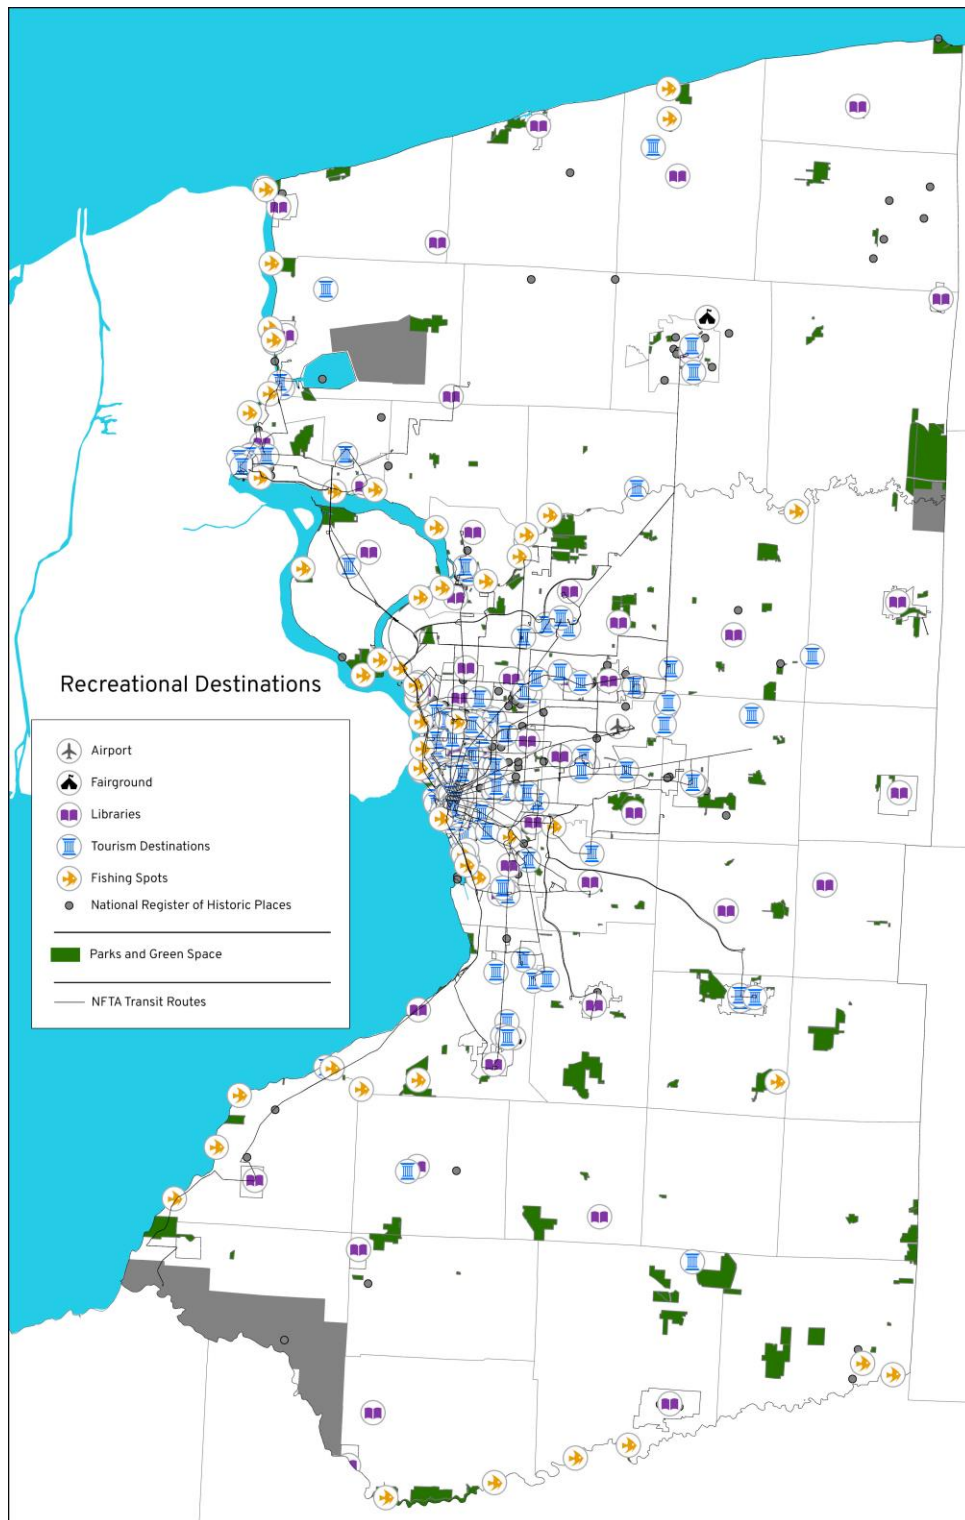 Recreational Destinations
Airport
Fairground
Libraries
Tourism Destinations
Fishing Spots
National Register of Historic Places
Parks and Green Space
NFTA Transit Routes